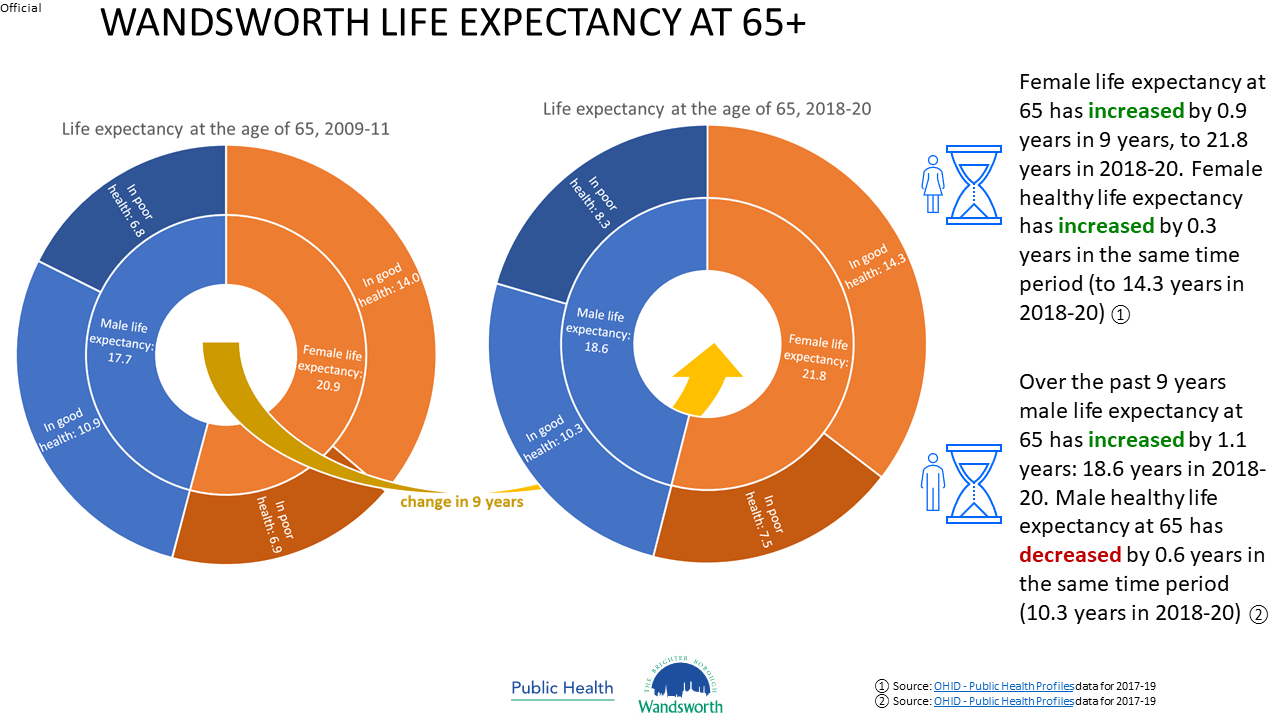 Official
WANDSWORTH LIFE EXPECTANCY AT 65+
Life expectancy at the age of 65, 2009-11
In poor
health: 6.8
In good
health: 14.0
Male life
expectancy:
17.7
Female life
expectancy:
20.9
In good
health: 10.9
In poor
health: 6.9
change in 9 years
Life expectancy at the age of 65, 2018-20
In poor
health: 8.3
In good
health: 14.3
Male life
expectancy:
18.6
Female life
expectancy:
21.8
In good
health: 10.3
In poor
health: 7.5
Female life expectancy at
65 has increased by 0.9
years in 9 years, to 21.8
years in 2018-20. Female
healthy life expectancy
has increased by 0.3
years in the same time
period (to 14.3 years in
2018-20) ①
Over the past 9 years
male life expectancy at
65 has increased by 1.1
years: 18.6 years in 2018-
20. Male healthy life
expectancy at 65 has
decreased by 0.6 years in
the same time period
(10.3 years in 2018-20) ②
Public Health
THE BRIGHTER BOROUGH
Wandsworth
① Source: OHID - Public Health Profiles data for 2017-19
② Source: OHID - Public Health Profiles data for 2017-19